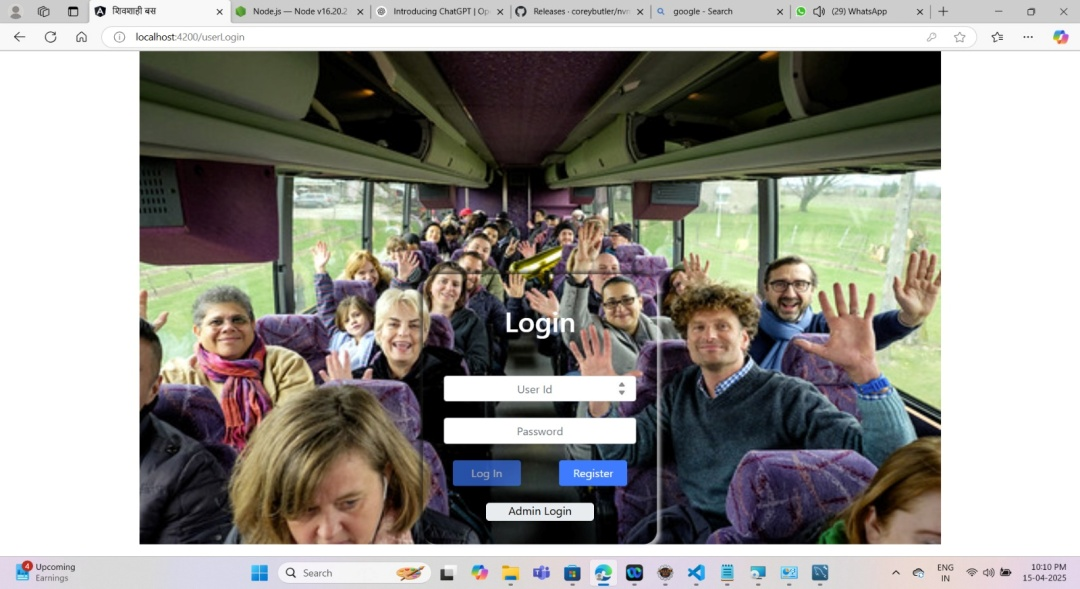 शिवशाही बस
Node.js — Node v16.20.2
Introducing ChatGPT | Op
Releases · coreybutler/nvm
google - Search
(29) WhatsApp
localhost:4200/userLogin
Login
User Id
Password
Log In
Register
Admin Login
4
Upcoming
Earnings
Search
ENG
IN
10:10 PM
15-04-2025